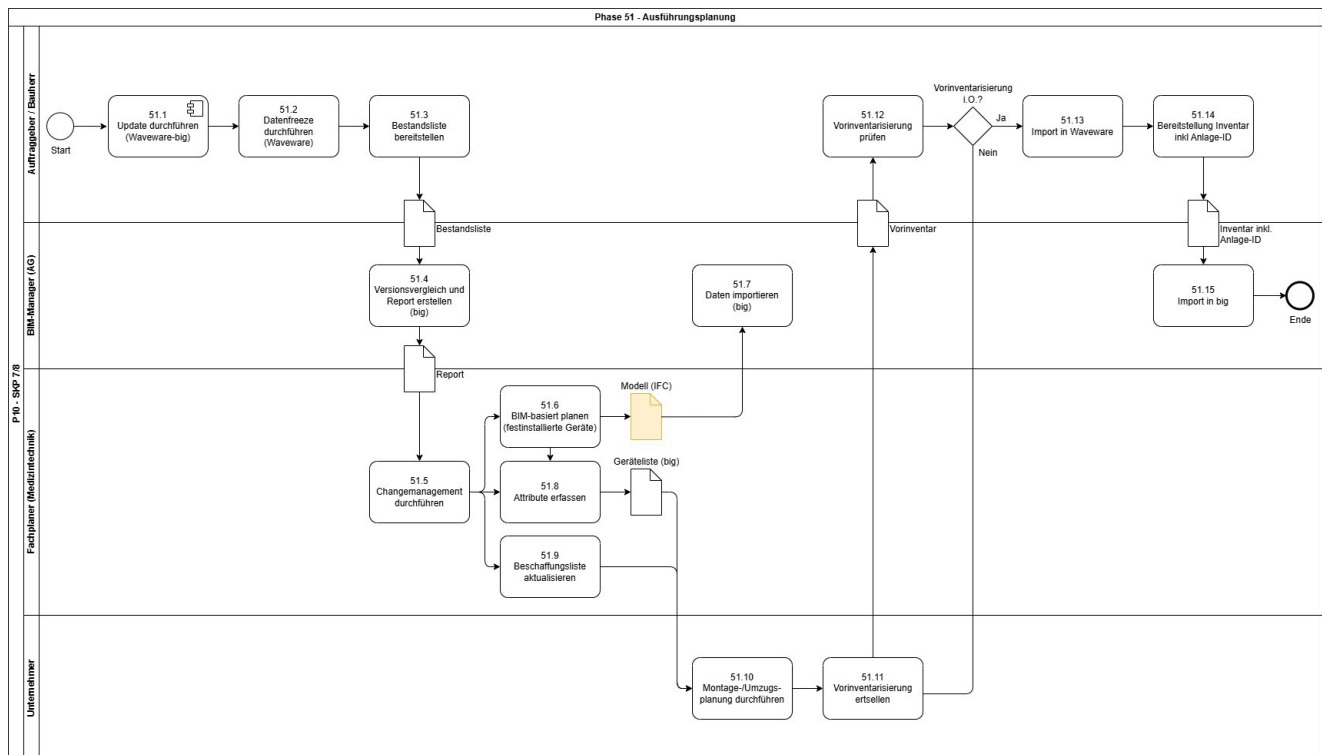 Phase 51 - Ausführungsplanung
P10 - SKP 7/8
Auftraggeber / Bauherr
Start
51.1
Update durchführen
(Waveware-big)
51.2
Datenfreeze
durchführen
(Waveware)
51.3
Bestandsliste
bereitstellen
51.12
Vorinventarisierung
prüfen
Vorinventarisierung
i.O.?
Ja
Nein
51.13
Import in Waveware
51.14
Bereitstellung Inventar
inkl Anlage-ID
Bestandsliste
Vorinventar
Inventar inkl.
Anlage-ID
BIM-Manager (AG)
51.4
Versionsvergleich und
Report erstellen
(big)
51.7
Daten importieren
(big)
51.15
Import in big
Ende
Report
Fachplaner (Medizintechnik)
51.5
Changemanagement
durchführen
51.6
BIM-basiert planen
(festinstallierte Geräte)
Modell (IFC)
51.8
Attribute erfassen
Geräteliste (big)
51.9
Beschaffungsliste
aktualisieren
Unternehmer
51.10
Montage-/Umzugs-
planung durchführen
51.11
Vorinventarisierung
ertsellen